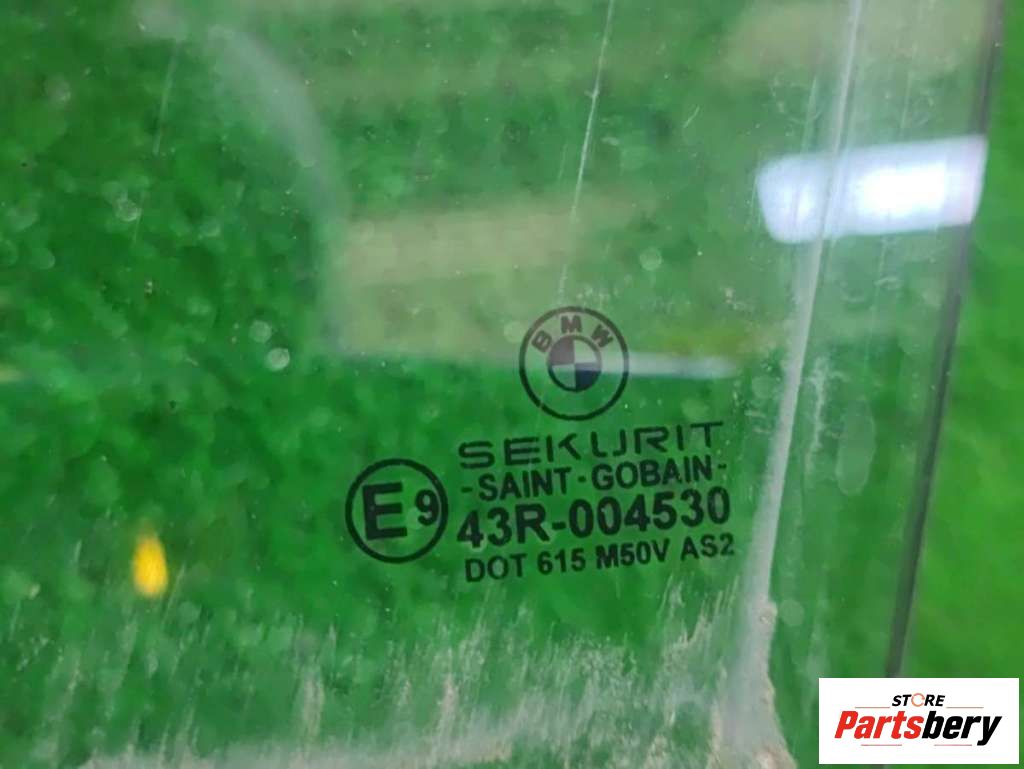 BMW
SEKURIT
-SAINT-GOBAIN-
E9
43R-004530
DOT 615 M50V AS2
STORE
Partsbery